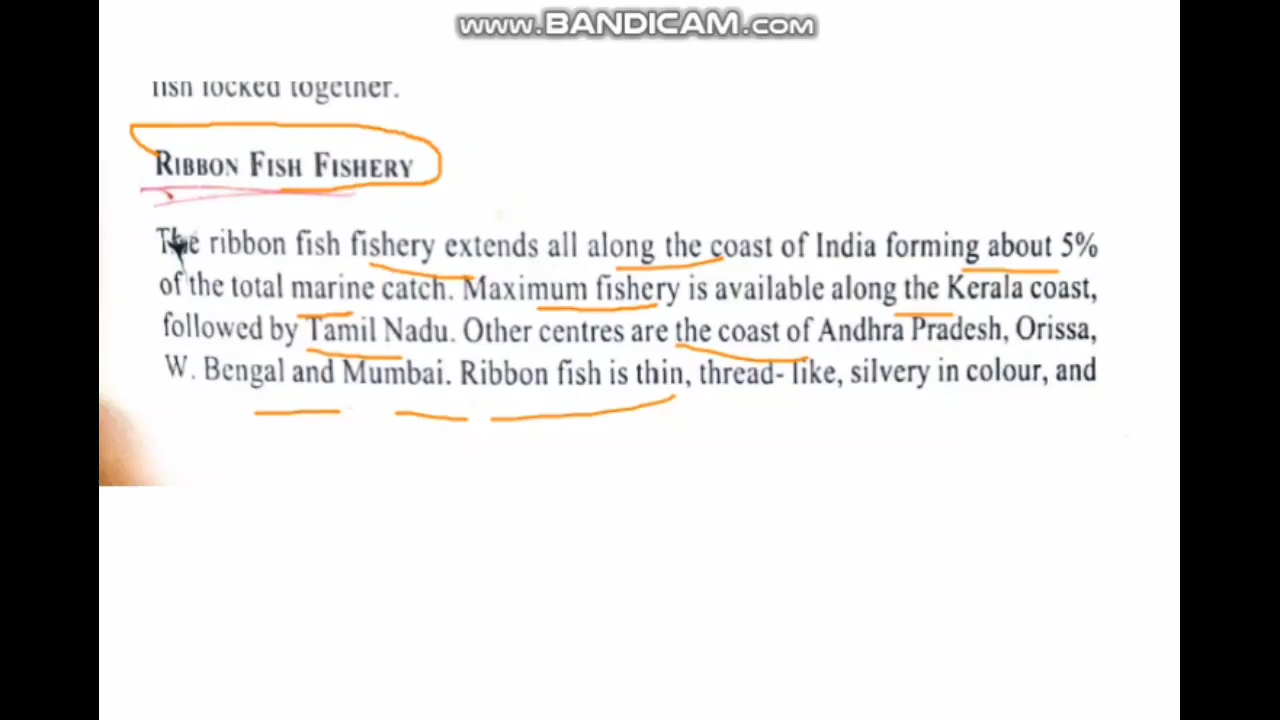 www.BANDICAM.com
fish locked together.
RIBBON FISH FISHERY
The ribbon fish fishery extends all along the coast of India forming about 5%
of the total marine catch. Maximum fishery is available along the Kerala coast,
followed by Tamil Nadu. Other centres are the coast of Andhra Pradesh, Orissa,
W. Bengal and Mumbai. Ribbon fish is thin, thread- like, silvery in colour, and